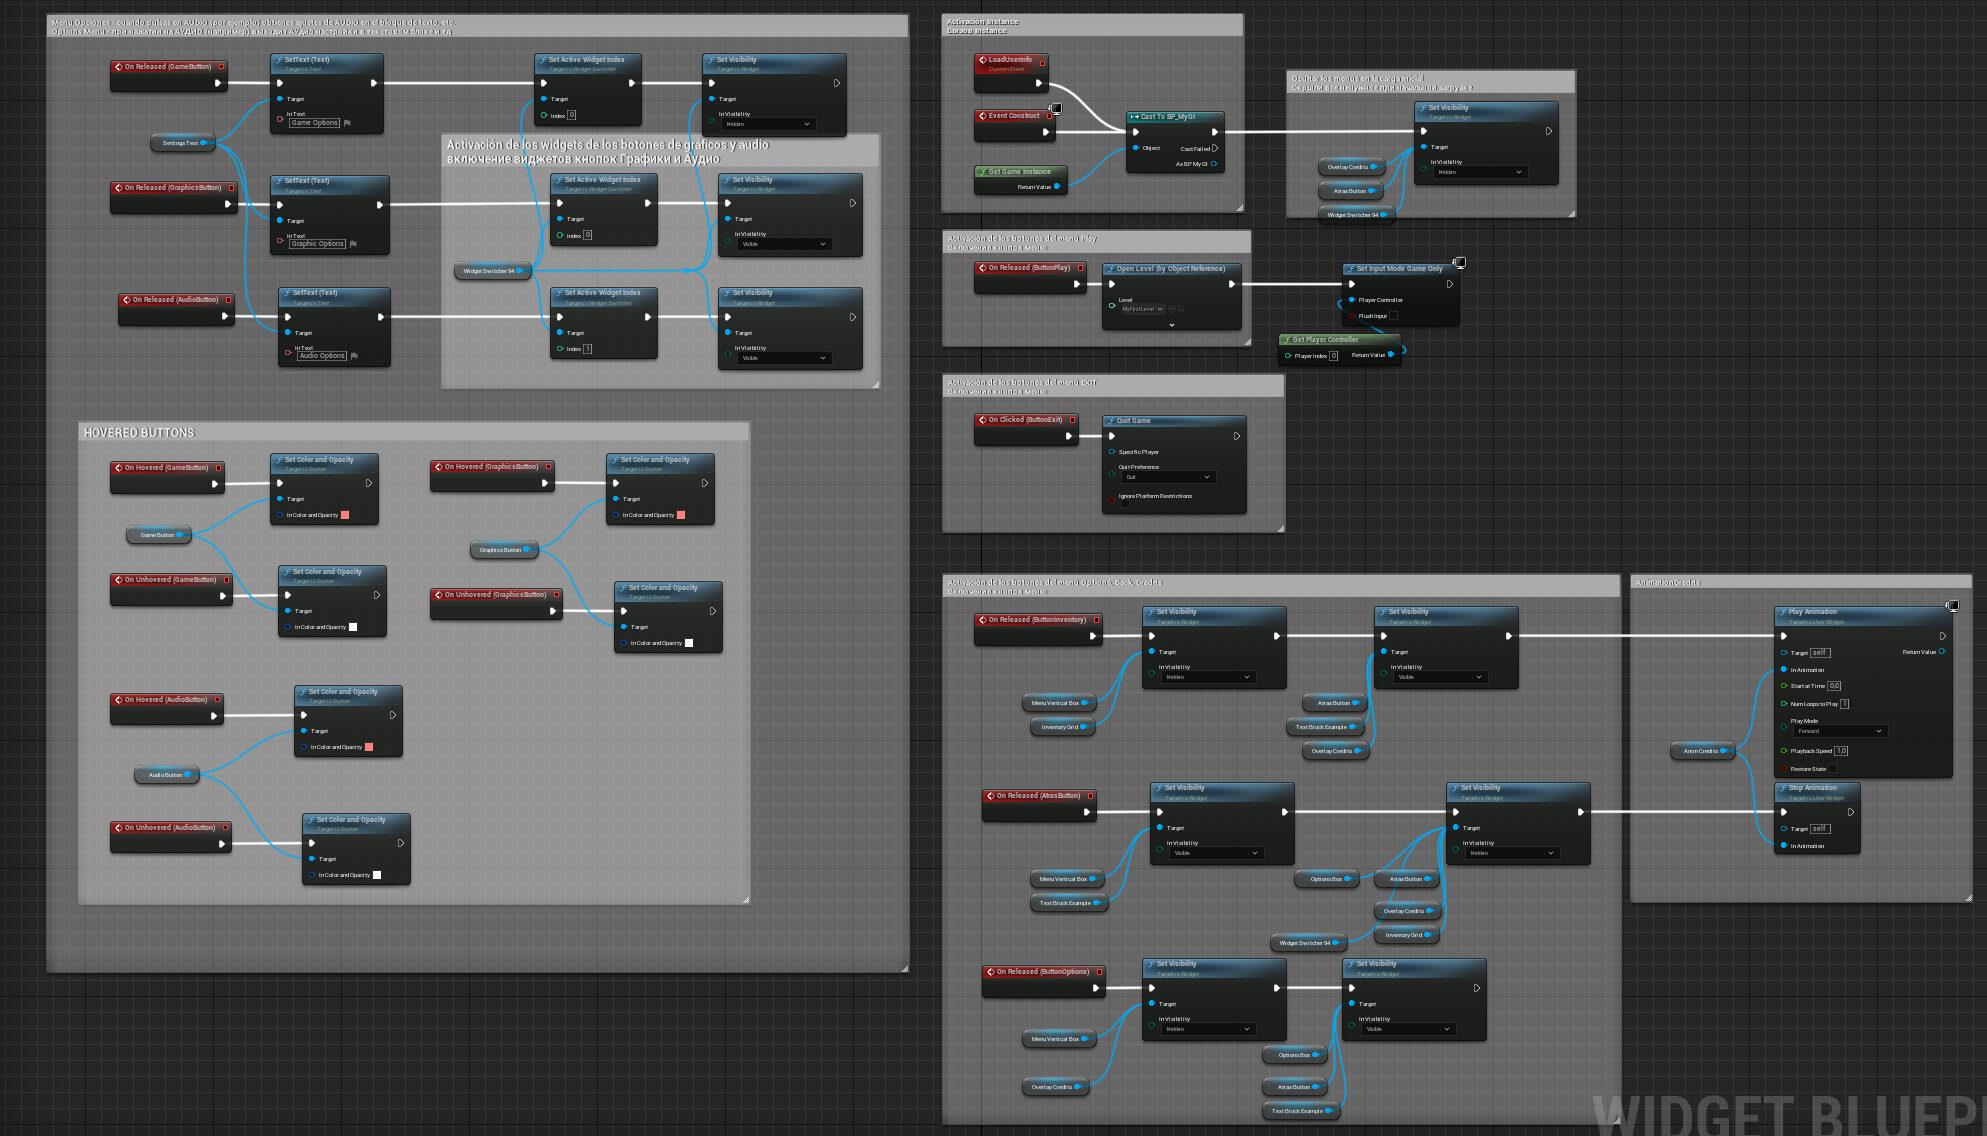 Menú Opciones - cuando pulsas en AUDIO (por ejemplo) obtienes ajustes de AUDIO en el bloque de texto, etc.
Options Menu - при нажатии на АУДИО (например) выходит АУдио настройки в текстовом блоке и тд
On Released (GameButton)
SetText (Text)
Target is Text
Target
In Text
Game Options
Set Active Widget Index
Target is Widget Switcher
Target
Index 0
Set Visibility
Target is Widget
Target
In Visibility
Hidden
Settings Text
Activación de los widgets de los botones de gráficos y audio
включение виджетов кнопок Графики и Аудио
On Released (GraphicsButton)
SetText (Text)
Target is Text
Target
In Text
Graphic Options
Set Active Widget Index
Target is Widget Switcher
Target
Index 0
Set Visibility
Target is Widget
Target
In Visibility
Visible
Widget Switcher 94
On Released (AudioButton)
SetText (Text)
Target is Text
Target
In Text
Audio Options
Set Active Widget Index
Target is Widget Switcher
Target
Index 1
Set Visibility
Target is Widget
Target
In Visibility
Visible
HOVERED BUTTONS
On Hovered (GameButton)
Set Color and Opacity
Target is Button
Target
In Color and Opacity
Game Button
On Unhovered (GameButton)
Set Color and Opacity
Target is Button
Target
In Color and Opacity
On Hovered (GraphicsButton)
Set Color and Opacity
Target is Button
Target
In Color and Opacity
Graphics Button
On Unhovered (GraphicsButton)
Set Color and Opacity
Target is Button
Target
In Color and Opacity
On Hovered (AudioButton)
Set Color and Opacity
Target is Button
Target
In Color and Opacity
Audio Button
On Unhovered (AudioButton)
Set Color and Opacity
Target is Button
Target
In Color and Opacity
Activación Instance
Вызов Instance
LoadUserInfo
Custom Event
Event Construct
Get Game Instance
Return Value
Cast To BP_MyGI
Object
Cast Failed
As BP My GI
Ocultar los menús en la carga inicial
Скрыли все ненужное при начальной загрузке
Set Visibility
Target is Widget
Target
In Visibility
Hidden
Overlay Credits
Atras Button
Widget Switcher 94
Activación de los botones del menú Play
Включение кнопок меню
On Released (ButtonPlay)
Open Level (by Object Reference)
Level
MyFirstLevel
Set Input Mode Game Only
Player Controller
Flush Input
Get Player Controller
Player Index 0
Return Value
Activación de los botones del menú EXIT
Включение кнопок меню
On Clicked (ButtonExit)
Quit Game
Specific Player
Quit Preference
Quit
Ignore Platform Restrictions
Activación de los botones del menú Options, Back, Credits
Включение кнопок меню
On Released (ButtonInventory)
Set Visibility
Target is Widget
Target
In Visibility
Hidden
Menu Vertical Box
Inventory Grid
Set Visibility
Target is Widget
Target
In Visibility
Visible
Atras Button
Text Block Example
Overlay Credits
On Released (AtrasButton)
Set Visibility
Target is Widget
Target
In Visibility
Visible
Menu Vertical Box
Text Block Example
Set Visibility
Target is Widget
Target
In Visibility
Hidden
Options Box
Atras Button
Overlay Credits
Inventory Grid
Widget Switcher 94
On Released (ButtonOptions)
Set Visibility
Target is Widget
Target
In Visibility
Hidden
Menu Vertical Box
Overlay Credits
Set Visibility
Target is Widget
Target
In Visibility
Visible
Options Box
Atras Button
Text Block Example
AnimationCredits
Play Animation
Target is User Widget
Target self
Return Value
In Animation
Start at Time 0,0
Num Loops to Play 1
Play Mode
Forward
Playback Speed 1,0
Restore State
Anim Credits
Stop Animation
Target is User Widget
Target self
In Animation
WIDGET BLUEP